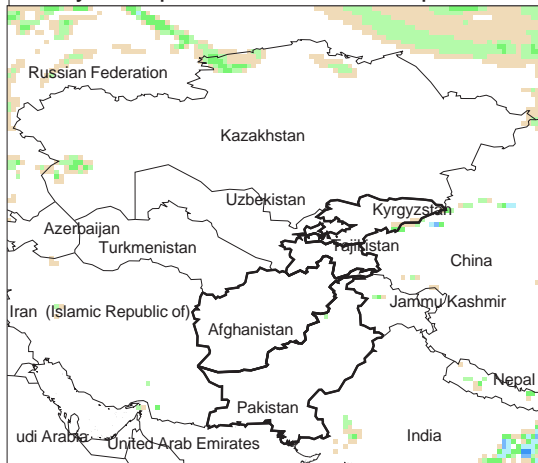 Russian Federation
Kazakhstan
Uzbekistan
Kyrgyzstan
Azerbaijan
Turkmenistan
Tajikistan
China
Iran (Islamic Republic of)
Jammu Kashmir
Afghanistan
Nepal
Pakistan
udi Arabia
United Arab Emirates
India